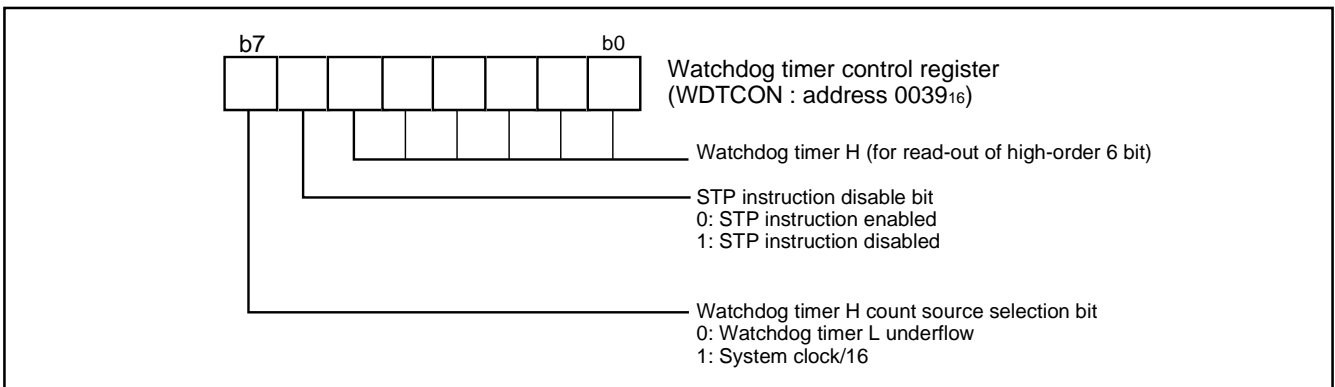 b7 b0
Watchdog timer control register
(WDTCON : address 003916)
Watchdog timer H (for read-out of high-order 6 bit)
STP instruction disable bit
0: STP instruction enabled
1: STP instruction disabled
Watchdog timer H count source selection bit
0: Watchdog timer L underflow
1: System clock/16